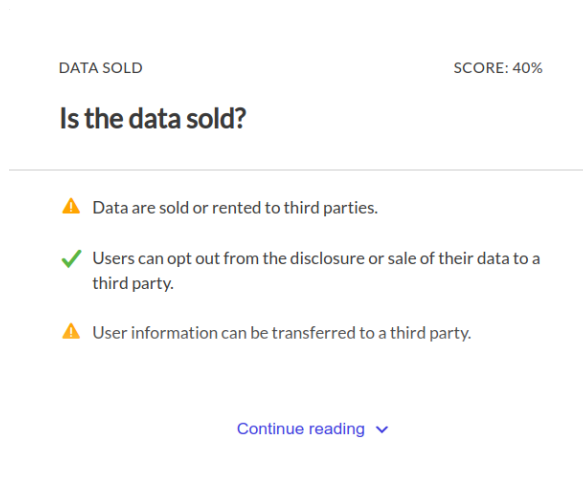 DATA SOLD
SCORE: 40%
Is the data sold?
Data are sold or rented to third parties.
Users can opt out from the disclosure or sale of their data to a
third party.
User information can be transferred to a third party.
Continue reading